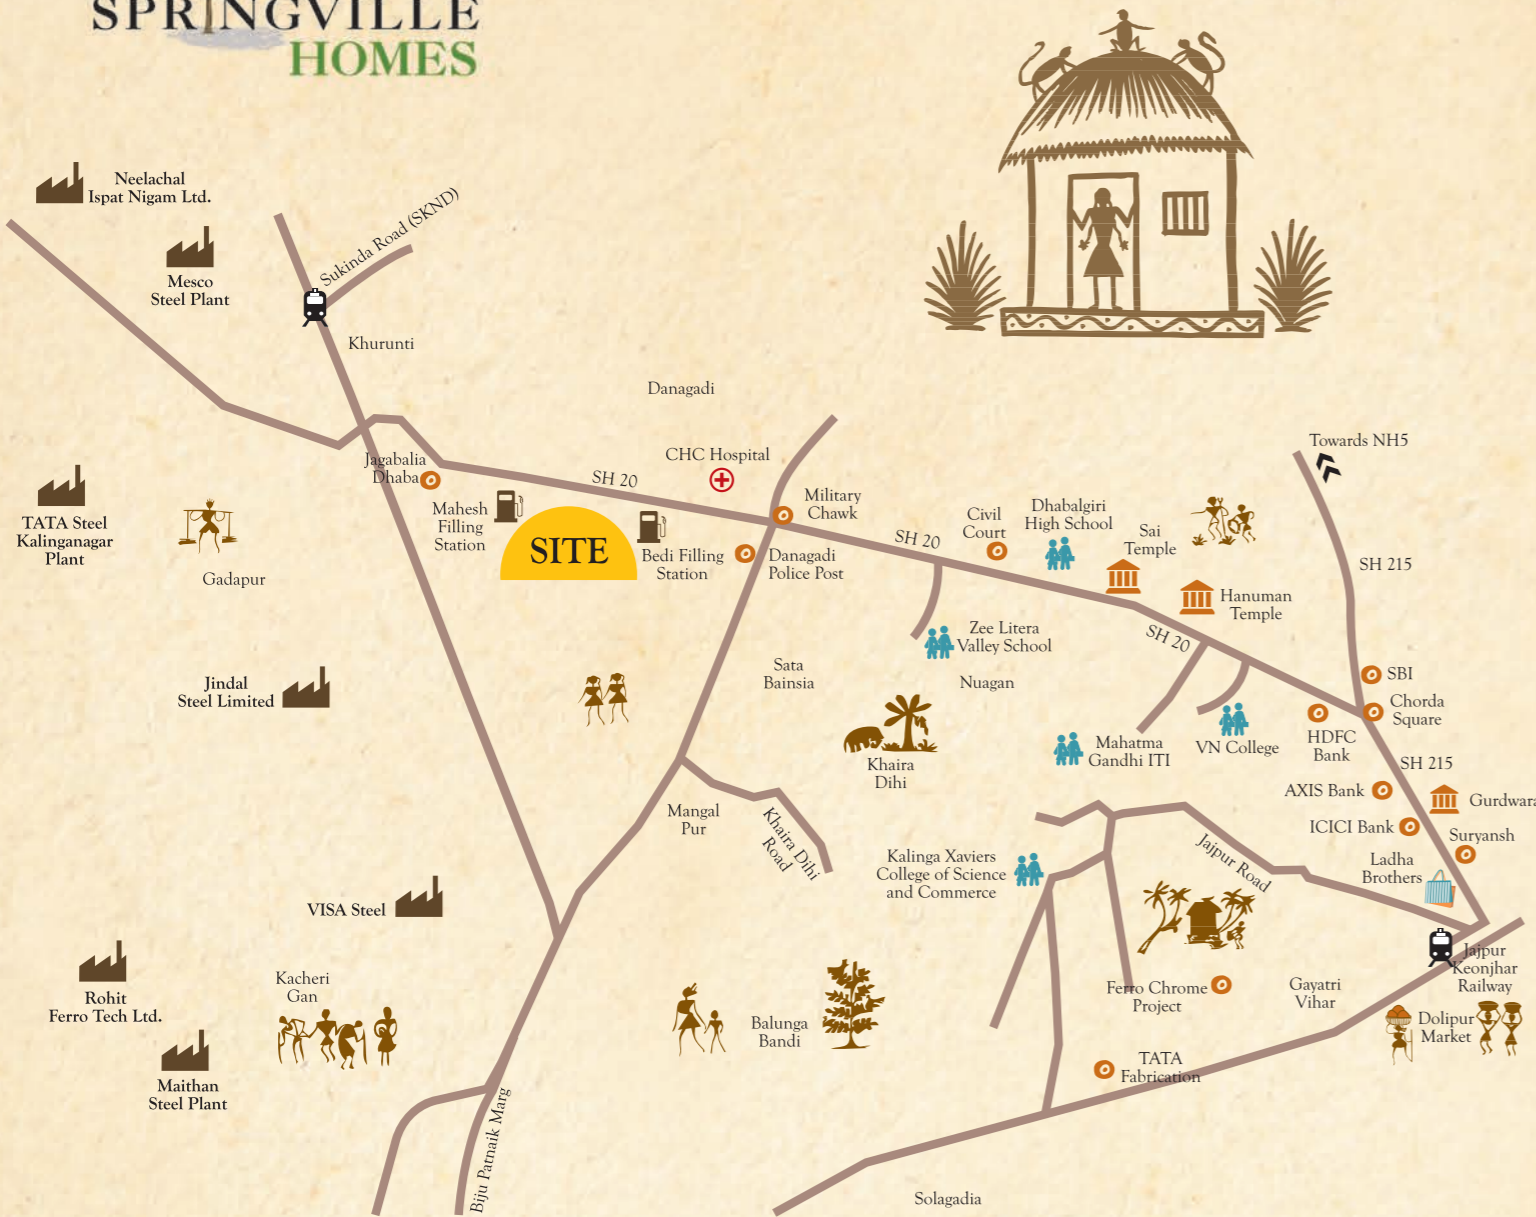 SPRINGVILLE
HOMES
Neelachal
Ispat Nigam Ltd.
Mesco
Steel Plant
Sukinda Road (SKND)
Khurunti
Danagadi
Jagabalia
Dhaba
SH 20
CHC Hospital
Military
Chawk
Mahesh
Filling
Station
SITE
Bedi Filling
Station
Danagadi
Police Post
SH 20
Civil
Court
Dhabalgiri
High School
Sai
Temple
Hanuman
Temple
Towards NH5
SH 215
TATA Steel
Kalinganagar
Plant
Gadapur
Zee Litera
Valley School
SH 20
Sata
Bainsia
Nuagan
Jindal
Steel Limited
SBI
Chorda
Square
HDFC
Bank
SH 215
Khaira
Dihi
Mahatma
Gandhi ITI
VN College
AXIS Bank
Gurdwara
ICICI Bank
Suryansh
Ladha
Brothers
Mangal
Pur
Khaira Dihi
Road
Jajpur Road
Kalinga Xaviers
College of Science
and Commerce
VISA Steel
Jajpur
Keonjhar
Railway
Rohit
Ferro Tech Ltd.
Kacheri
Gan
Ferro Chrome
Project
Gayatri
Vihar
Dolipur
Market
Balunga
Bandi
Maithan
Steel Plant
TATA
Fabrication
Biju Patnaik Marg
Solagadia